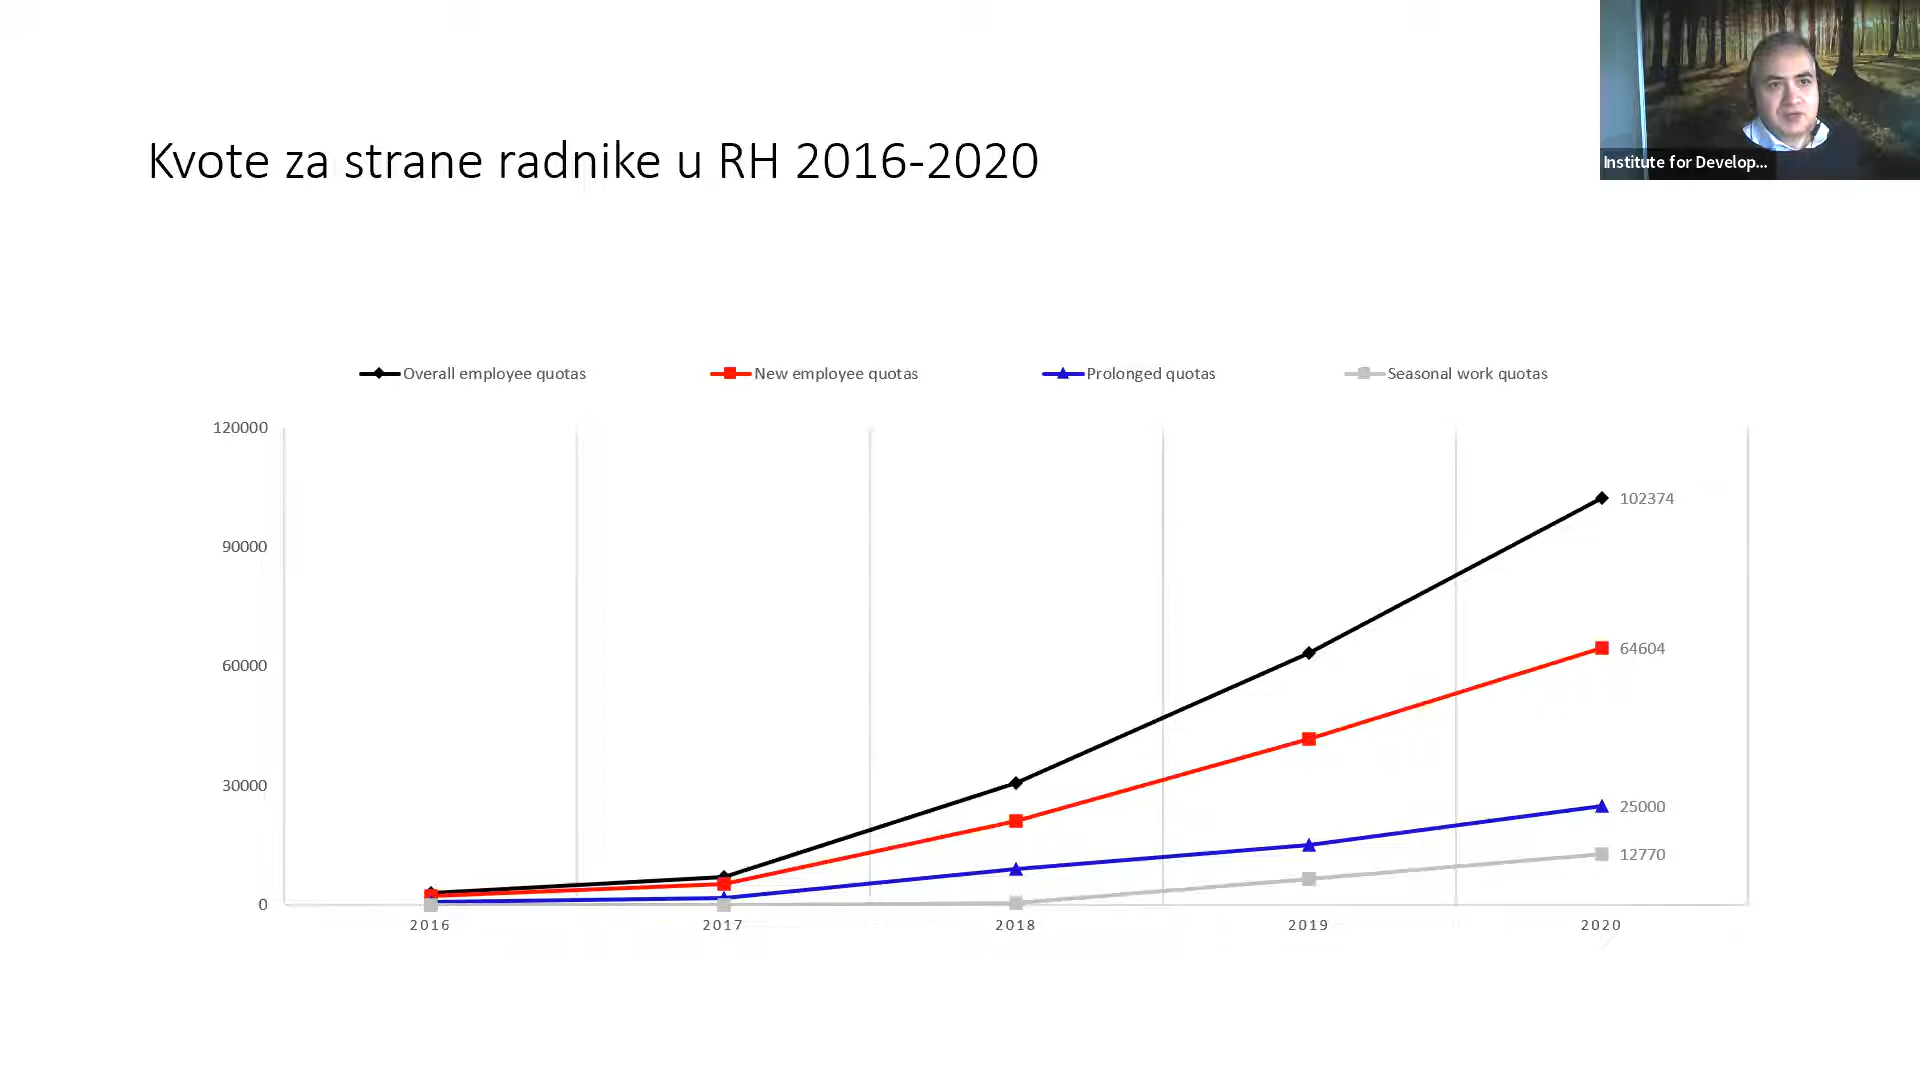 Kvote za strane radnike u RH 2016-2020
Institute for Develop...
Overall employee quotas
New employee quotas
Prolonged quotas
Seasonal work quotas
120000
90000
60000
30000
0
102374
64604
25000
12770
2016
2017
2018
2019
2020